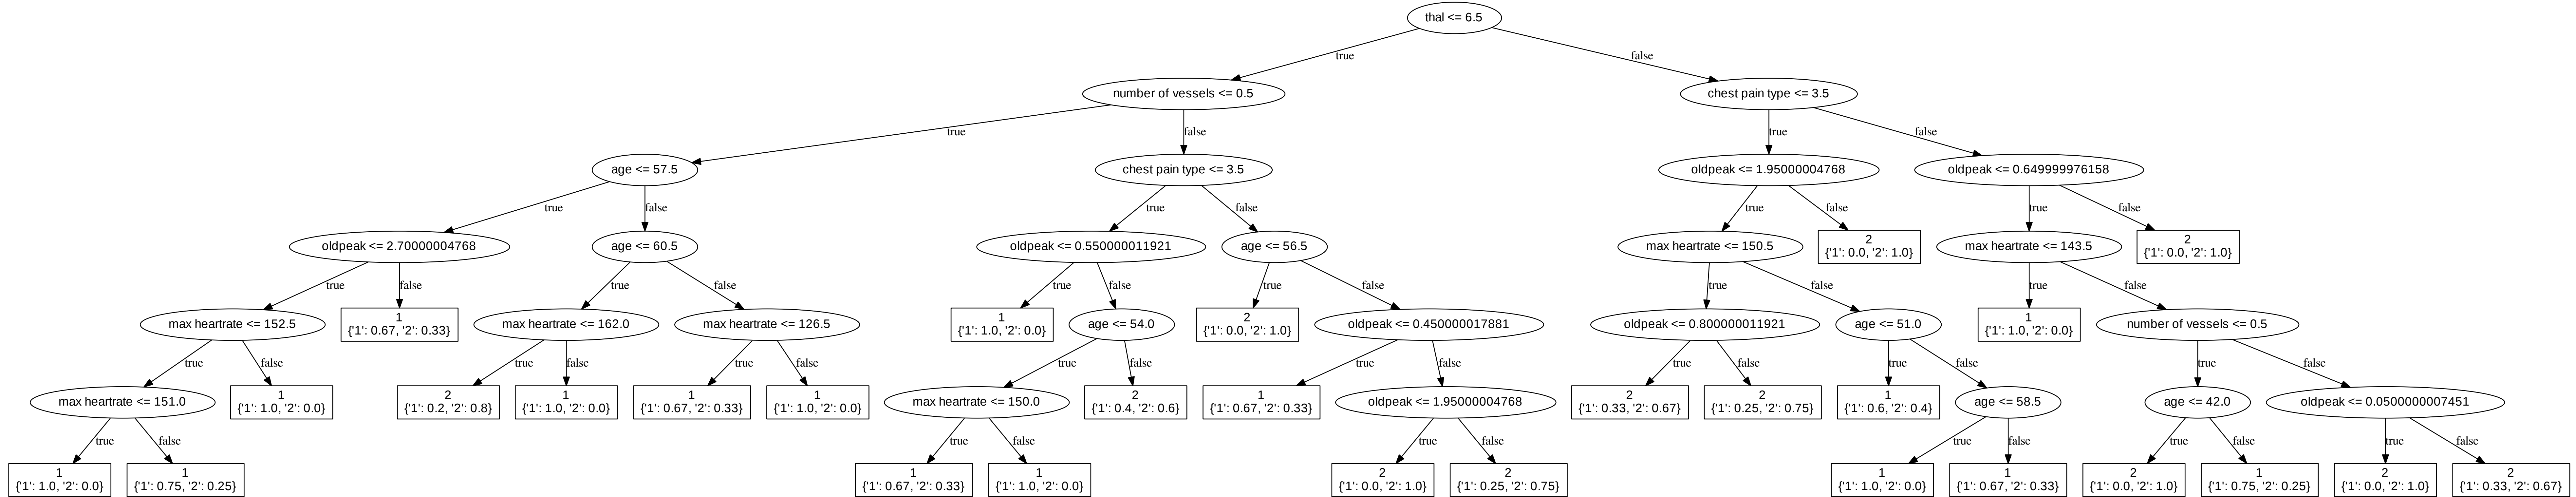 thal <= 6.5
true
false
number of vessels <= 0.5
chest pain type <= 3.5
true
false
true
false
age <= 57.5
chest pain type <= 3.5
oldpeak <= 1.95000004768
oldpeak <= 0.649999976158
true
false
true
false
true
false
true
false
oldpeak <= 2.70000004768
age <= 60.5
oldpeak <= 0.550000011921
age <= 56.5
max heartrate <= 150.5
2
{'1': 0.0, '2': 1.0}
max heartrate <= 143.5
2
{'1': 0.0, '2': 1.0}
true
false
true
false
true
false
true
false
true
false
true
false
max heartrate <= 152.5
1
{'1': 0.67, '2': 0.33}
max heartrate <= 162.0
max heartrate <= 126.5
1
{'1': 1.0, '2': 0.0}
age <= 54.0
2
{'1': 0.0, '2': 1.0}
oldpeak <= 0.450000017881
oldpeak <= 0.800000011921
age <= 51.0
1
{'1': 1.0, '2': 0.0}
number of vessels <= 0.5
true
false
true
false
true
false
true
false
true
false
true
false
true
false
true
false
max heartrate <= 151.0
1
{'1': 1.0, '2': 0.0}
2
{'1': 0.2, '2': 0.8}
1
{'1': 1.0, '2': 0.0}
1
{'1': 0.67, '2': 0.33}
1
{'1': 1.0, '2': 0.0}
max heartrate <= 150.0
2
{'1': 0.4, '2': 0.6}
1
{'1': 0.67, '2': 0.33}
oldpeak <= 1.95000004768
2
{'1': 0.33, '2': 0.67}
2
{'1': 0.25, '2': 0.75}
1
{'1': 0.6, '2': 0.4}
age <= 58.5
age <= 42.0
oldpeak <= 0.0500000007451
true
false
true
false
true
false
true
false
true
false
true
false
1
{'1': 1.0, '2': 0.0}
1
{'1': 0.75, '2': 0.25}
1
{'1': 0.67, '2': 0.33}
1
{'1': 1.0, '2': 0.0}
2
{'1': 0.0, '2': 1.0}
2
{'1': 0.25, '2': 0.75}
1
{'1': 1.0, '2': 0.0}
1
{'1': 0.67, '2': 0.33}
2
{'1': 0.0, '2': 1.0}
1
{'1': 0.75, '2': 0.25}
2
{'1': 0.0, '2': 1.0}
2
{'1': 0.33, '2': 0.67}